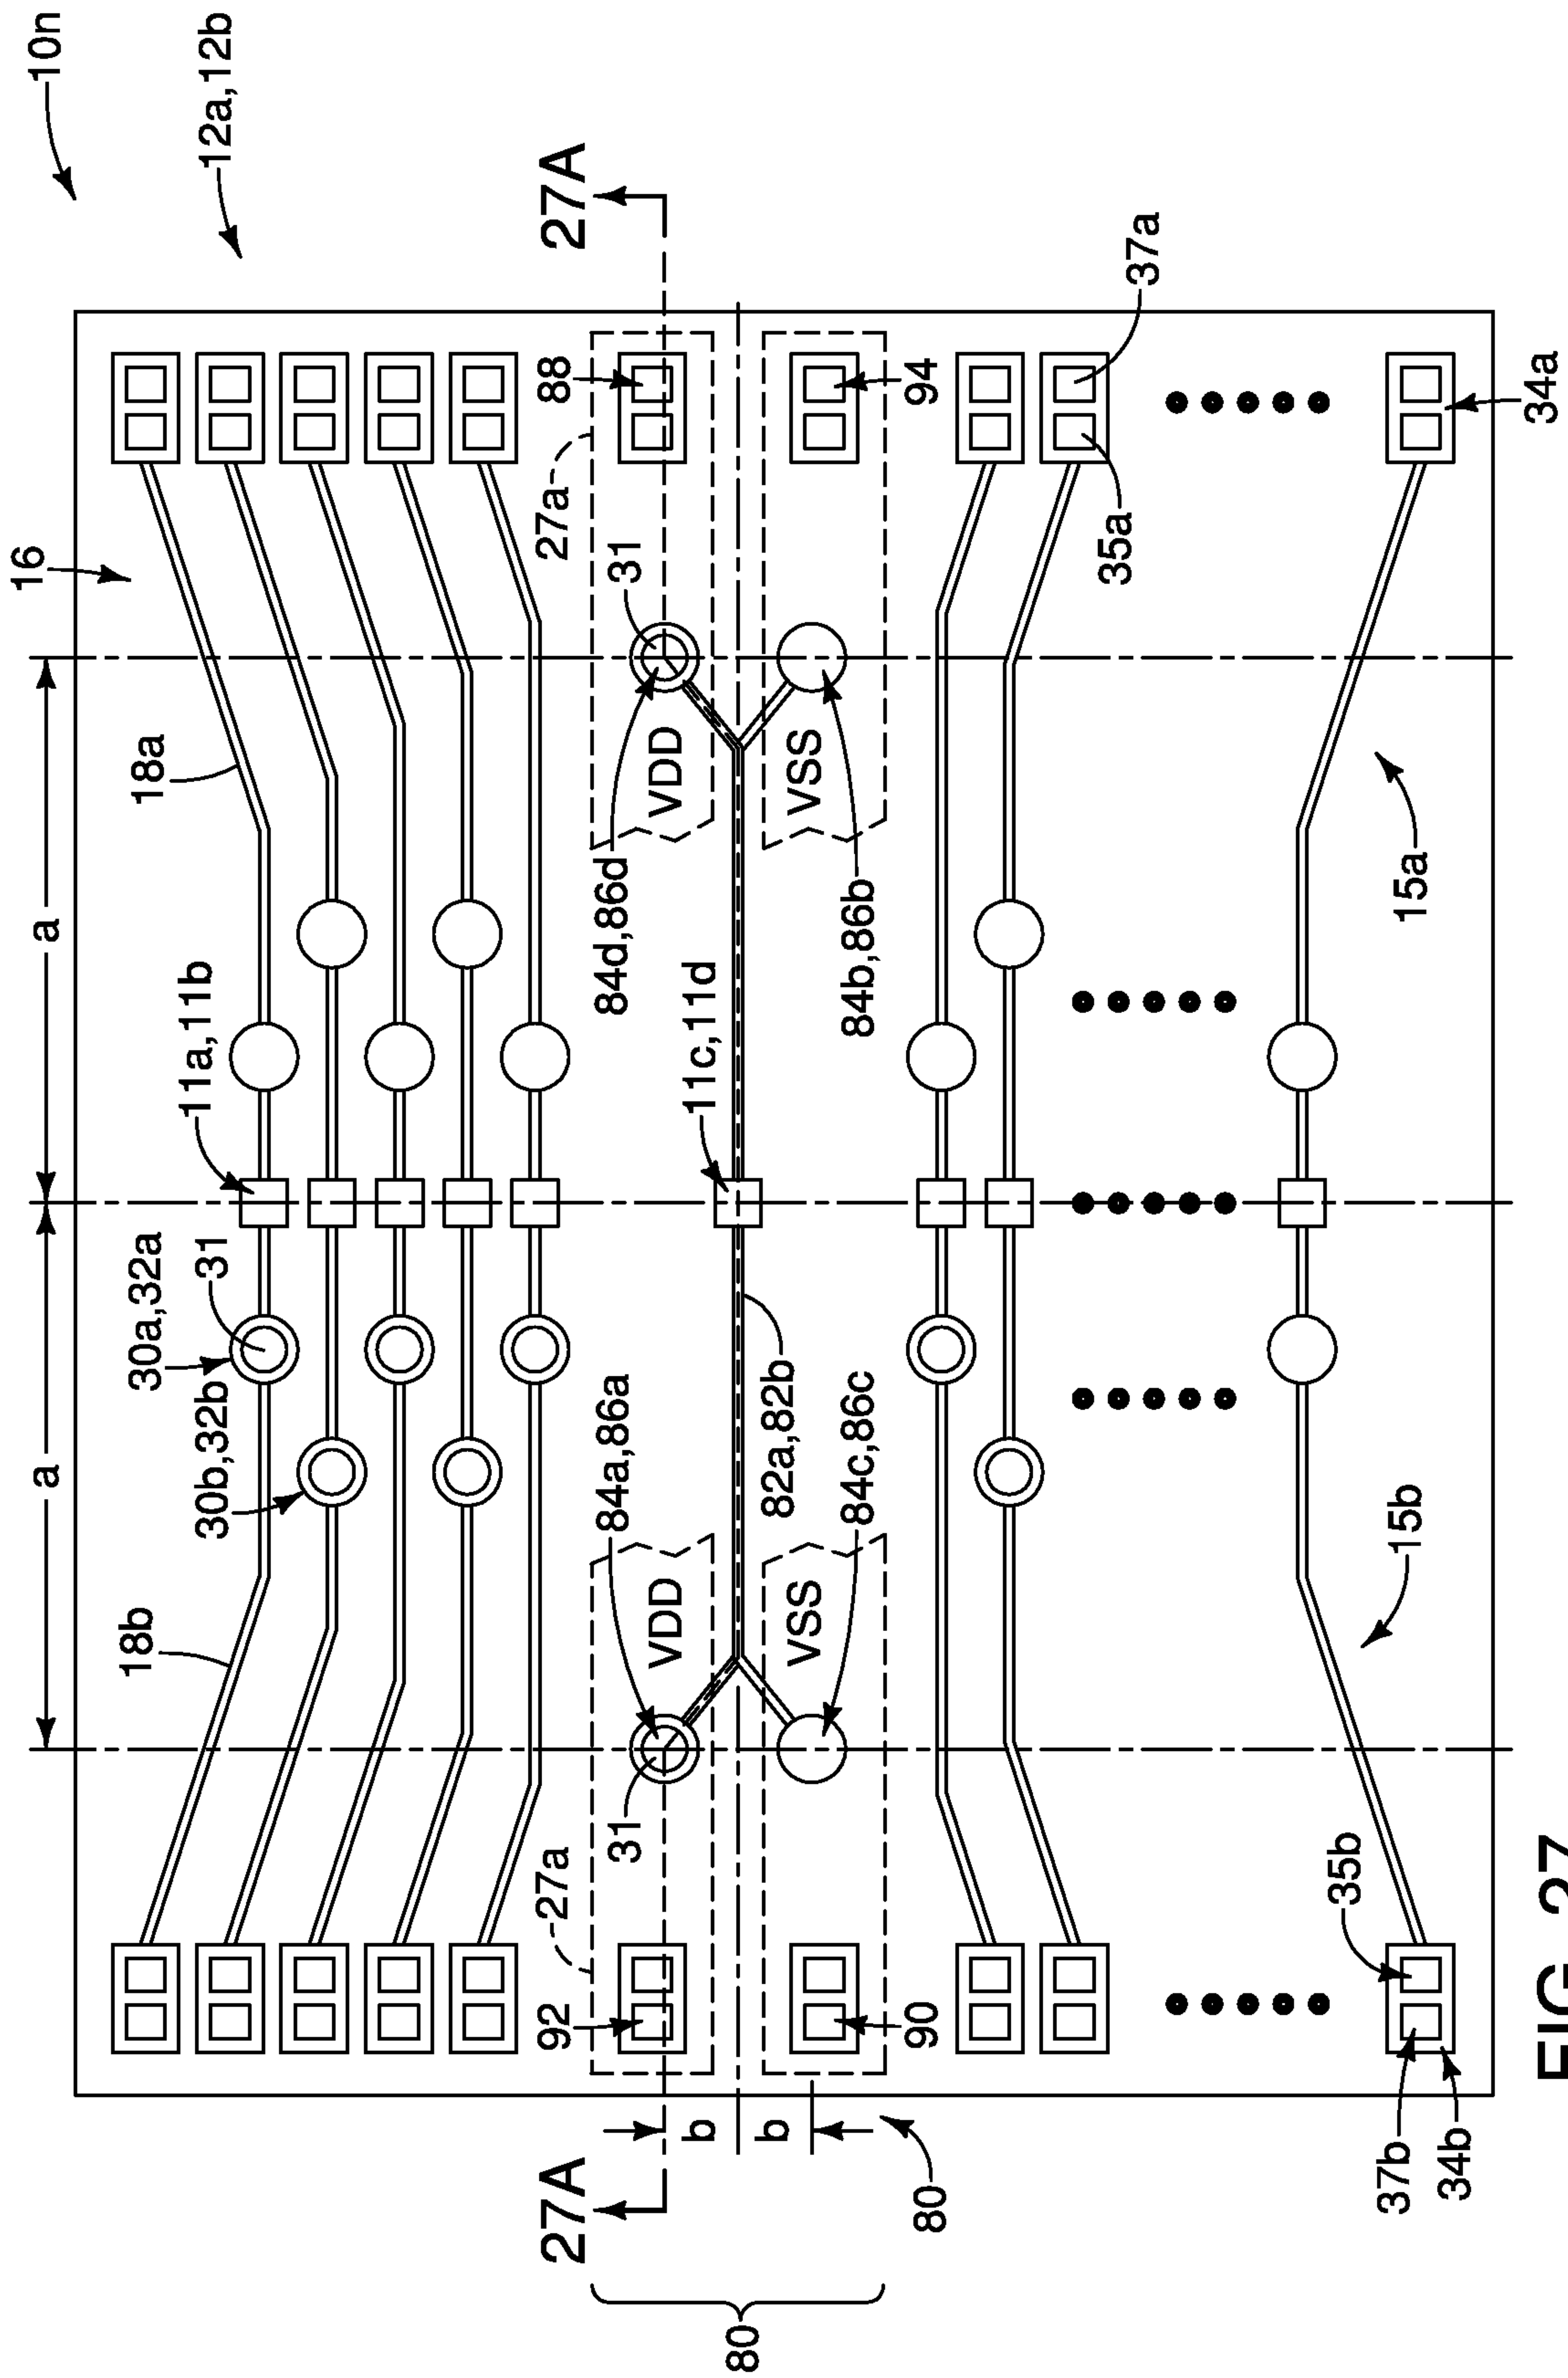 10n
12a,12b
16
a
a
18a
18b
11a,11b
30a,32a
31
30b,32b
27A
88
27a
31
VDD
84d,86d
VSS
84b,86b
94
37a
35a
34a
15a
11c,11d
82a,82b
84a,86a
84c,86c
VDD
VSS
31
27a
92
90
15b
35b
37b
34b
b
b
27A
80
80
FIG. 27